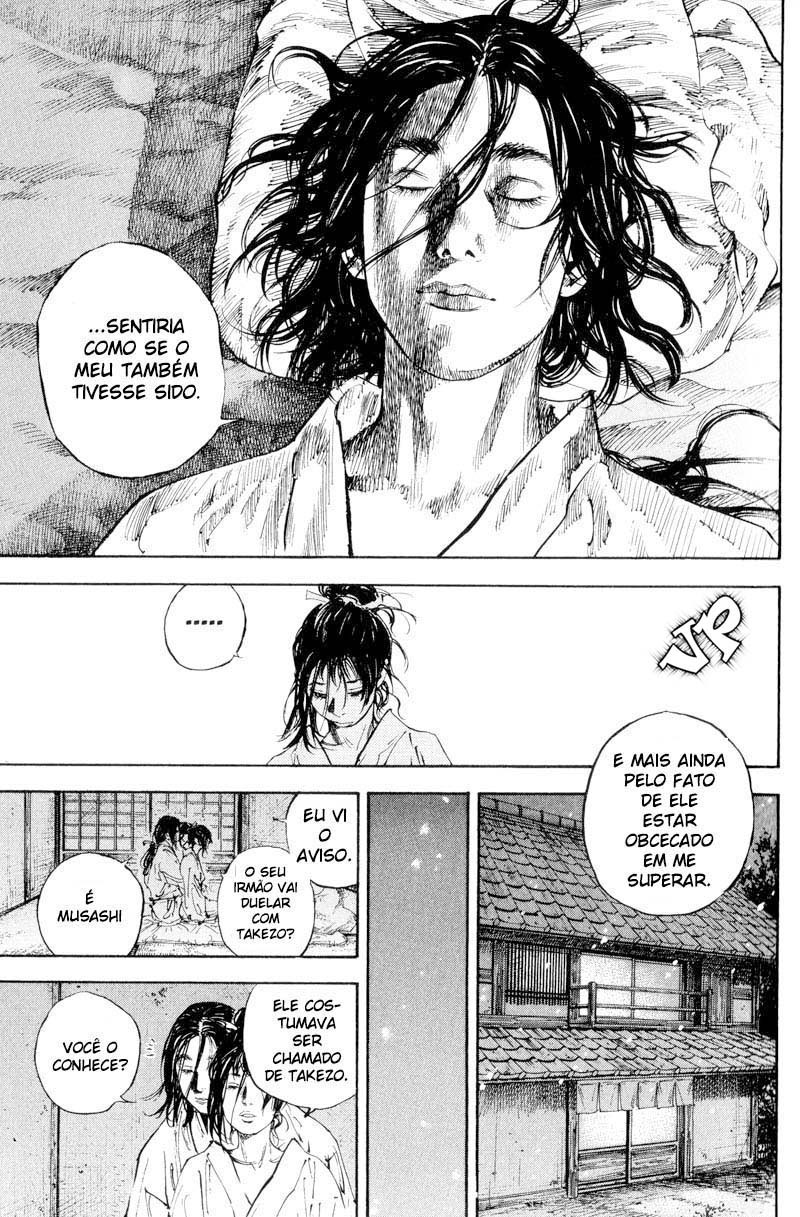 ...SENTIRIA
COMO SE O
MEU TAMBÉM
TIVESSE SIDO.
VP
.....
E MAIS AINDA
PELO FATO
DE ELE
ESTAR
OBCECADO
EM ME
SUPERAR.
EU VI
O
AVISO.
O SEU
IRMÃO VAI
DUELAR
COM
TAKEZO?
É
MUSASHI
ELE COS-
TUMAVA
SER
CHAMADO
DE TAKEZO.
VOCÊ O
CONHECE?